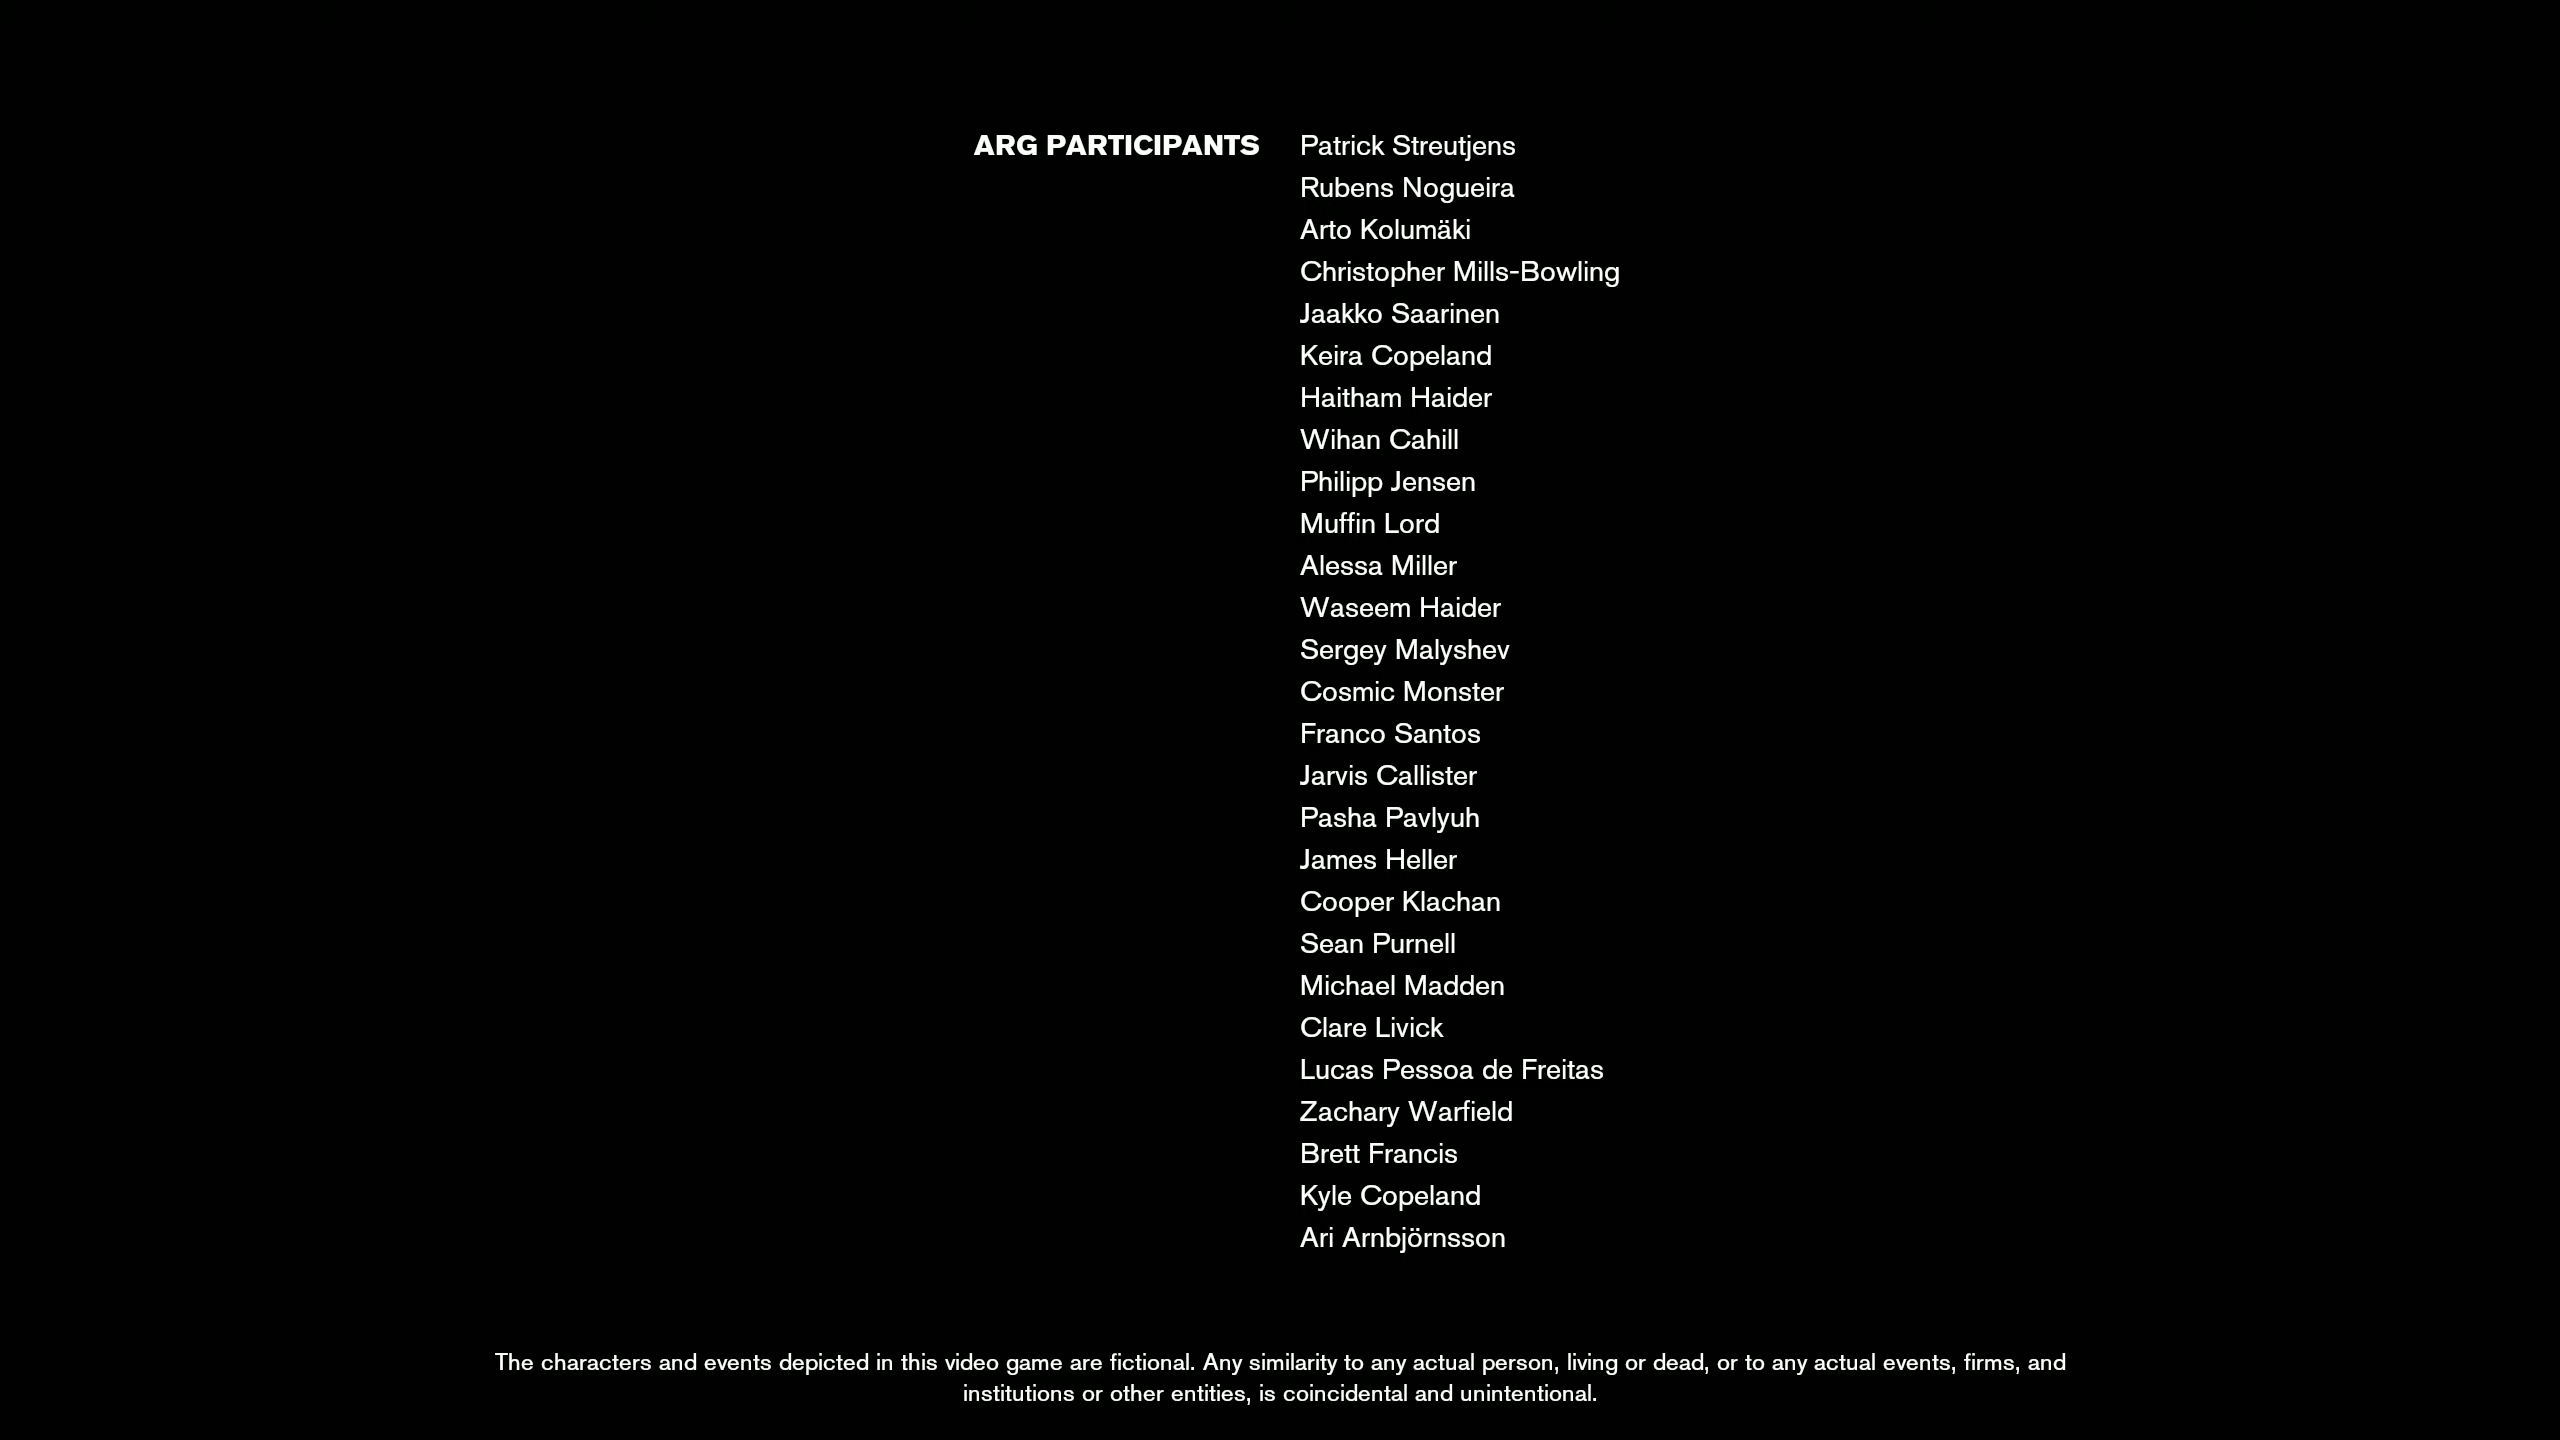 ARG PARTICIPANTS Patrick Streutjens
Rubens Nogueira
Arto Kolumäki
Christopher Mills-Bowling
Jaakko Saarinen
Keira Copeland
Haitham Haider
Wihan Cahill
Philipp Jensen
Muffin Lord
Alessa Miller
Waseem Haider
Sergey Malyshev
Cosmic Monster
Franco Santos
Jarvis Callister
Pasha Pavlyuh
James Heller
Cooper Klachan
Sean Purnell
Michael Madden
Clare Livick
Lucas Pessoa de Freitas
Zachary Warfield
Brett Francis
Kyle Copeland
Ari Arnbjörnsson
The characters and events depicted in this video game are fictional. Any similarity to any actual person, living or dead, or to any actual events, firms, and
institutions or other entities, is coincidental and unintentional.